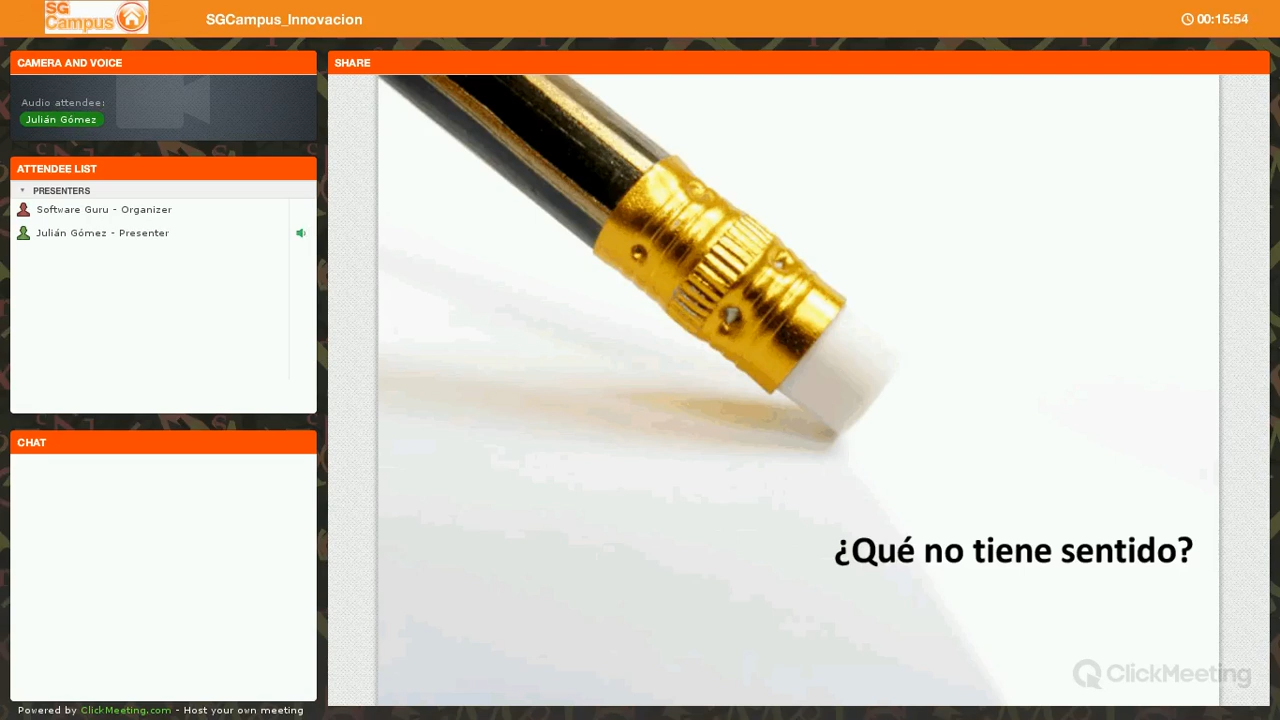 SG
Campus
SGCampus_Innovacion
00:15:54
CAMERA AND VOICE
Audio attendee:
Julián Gómez
ATTENDEE LIST
PRESENTERS
Software Guru - Organizer
Julián Gómez - Presenter
CHAT
Powered by ClickMeeting.com - Host your own meeting
SHARE
¿Qué no tiene sentido?
ClickMeeting